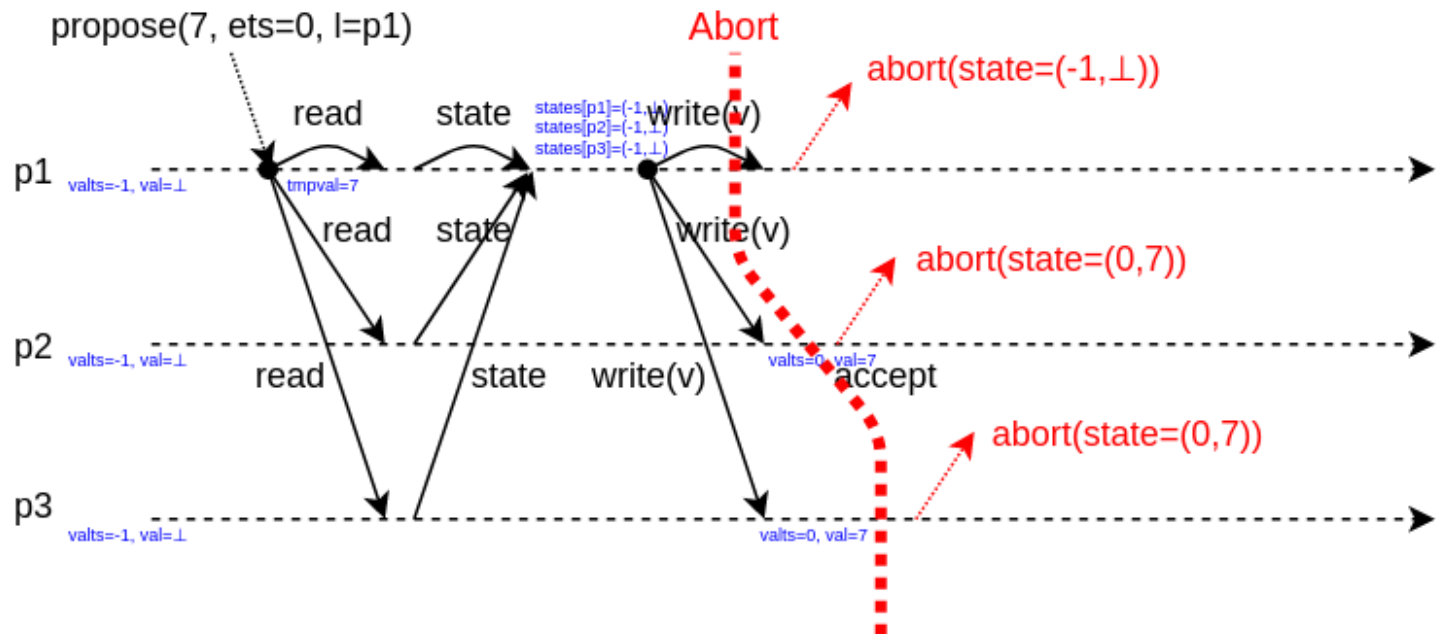 propose(7, ets=0, l=p1)
Abort
abort(state=(-1,⊥))
read
state
states[p1]=(-1,⊥)
states[p2]=(-1,⊥)
states[p3]=(-1,⊥)
write(v)
p1
valts=-1, val=⊥
tmpval=7
read
state
write(v)
abort(state=(0,7))
p2
valts=-1, val=⊥
valts=0, val=7
read
state
write(v)
accept
abort(state=(0,7))
p3
valts=-1, val=⊥
valts=0, val=7